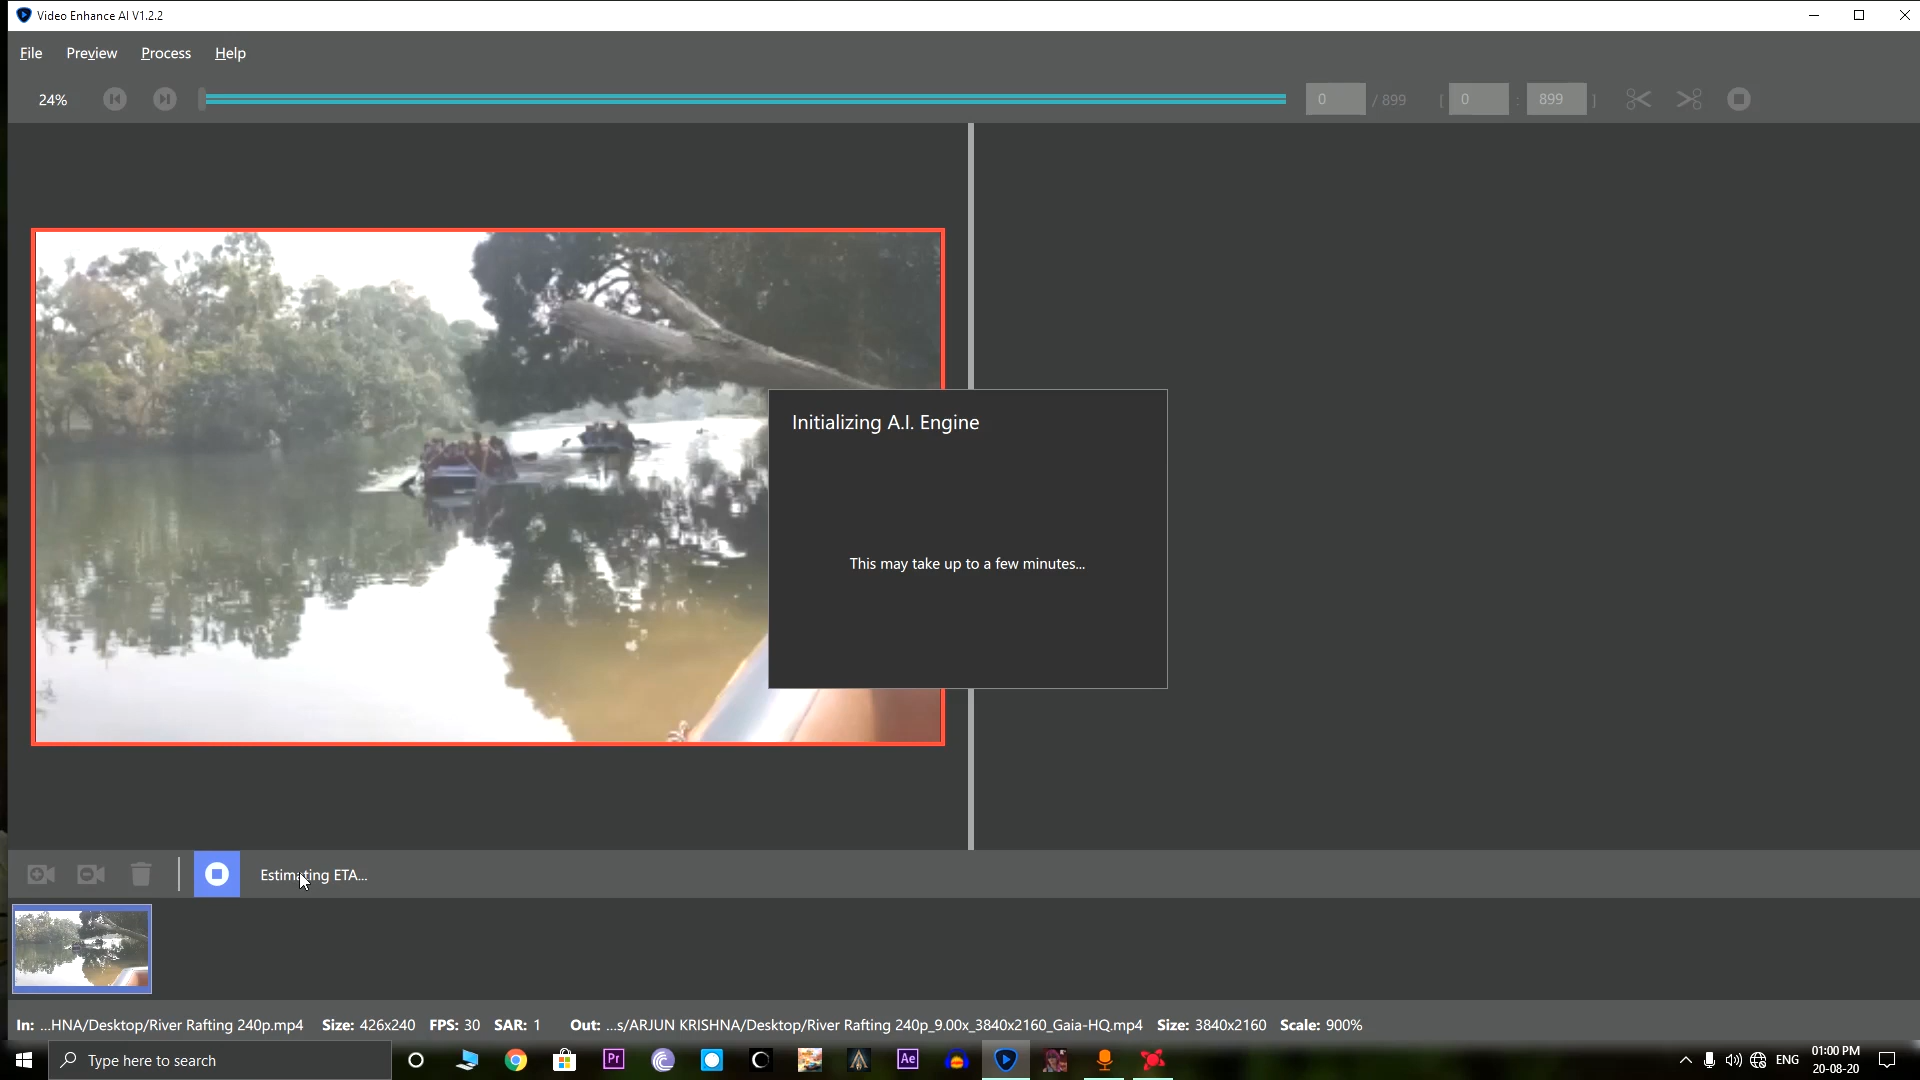 Video Enhance AI V1.2.2
File Preview Process Help
24% 0 / 899 [ 0 : 899 ]
Initializing A.I. Engine
This may take up to a few minutes...
Estimating ETA...
In: ...HNA/Desktop/River Rafting 240p.mp4 Size: 426x240 FPS: 30 SAR: 1 Out: ...s/ARJUN KRISHNA/Desktop/River Rafting 240p_9.00x_3840x2160_Gaia-HQ.mp4 Size: 3840x2160 Scale: 900%
Type here to search Pr Ae ENG 01:00 PM
20-08-20